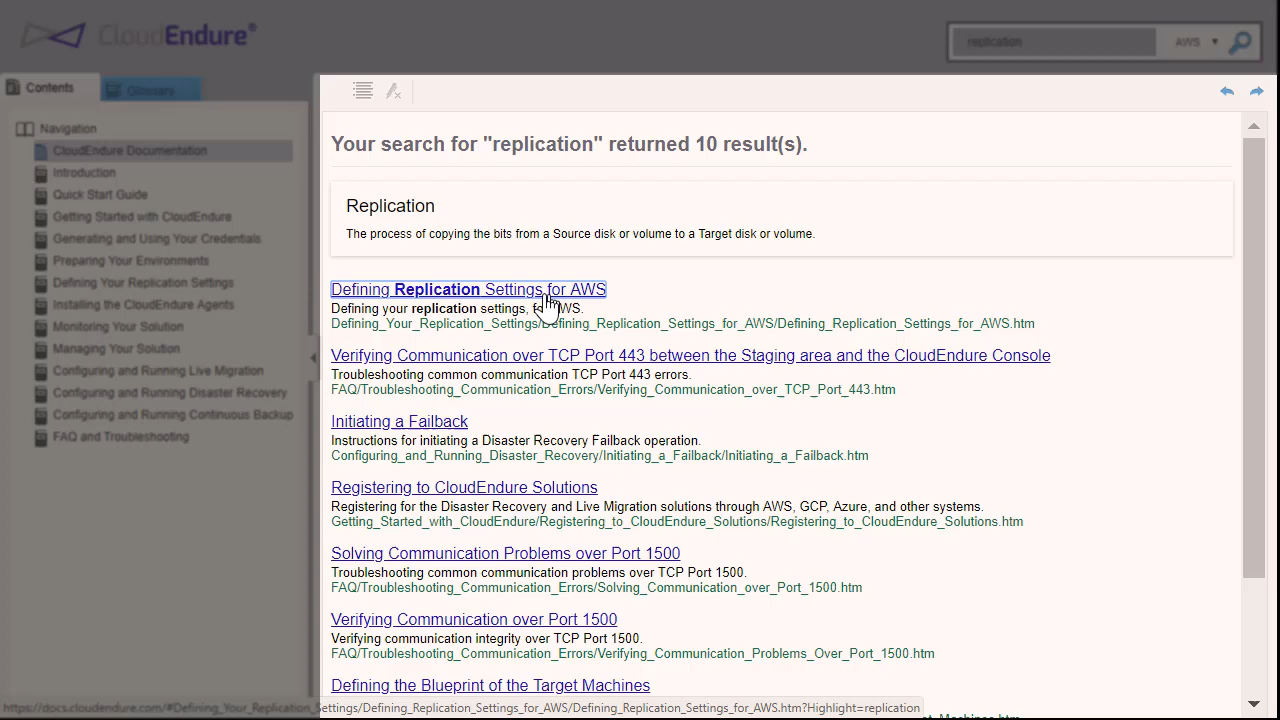 CloudEndure®
replication
AWS
Contents
Glossary
Navigation
CloudEndure Documentation
Introduction
Quick Start Guide
Getting Started with CloudEndure
Generating and Using Your Credentials
Preparing Your Environments
Defining Your Replication Settings
Installing the CloudEndure Agents
Monitoring Your Solution
Managing Your Solution
Configuring and Running Live Migration
Configuring and Running Disaster Recovery
Configuring and Running Continuous Backup
FAQ and Troubleshooting
Your search for "replication" returned 10 result(s).
Replication
The process of copying the bits from a Source disk or volume to a Target disk or volume.
Defining Replication Settings for AWS
Defining your replication settings, for AWS.
Defining_Your_Replication_Settings/Defining_Replication_Settings_for_AWS/Defining_Replication_Settings_for_AWS.htm
Verifying Communication over TCP Port 443 between the Staging area and the CloudEndure Console
Troubleshooting common communication TCP Port 443 errors.
FAQ/Troubleshooting_Communication_Errors/Verifying_Communication_over_TCP_Port_443.htm
Initiating a Failback
Instructions for initiating a Disaster Recovery Failback operation.
Configuring_and_Running_Disaster_Recovery/Initiating_a_Failback/Initiating_a_Failback.htm
Registering to CloudEndure Solutions
Registering for the Disaster Recovery and Live Migration solutions through AWS, GCP, Azure, and other systems.
Getting_Started_with_CloudEndure/Registering_to_CloudEndure_Solutions/Registering_to_CloudEndure_Solutions.htm
Solving Communication Problems over Port 1500
Troubleshooting common communication problems over TCP Port 1500.
FAQ/Troubleshooting_Communication_Errors/Solving_Communication_over_Port_1500.htm
Verifying Communication over Port 1500
Verifying communication integrity over TCP Port 1500.
FAQ/Troubleshooting_Communication_Errors/Verifying_Communication_Problems_Over_Port_1500.htm
Defining the Blueprint of the Target Machines
https://docs.cloudendure.com/#Defining_Your_Replication_Settings/Defining_Replication_Settings_for_AWS/Defining_Replication_Settings_for_AWS.htm?Highlight=replication